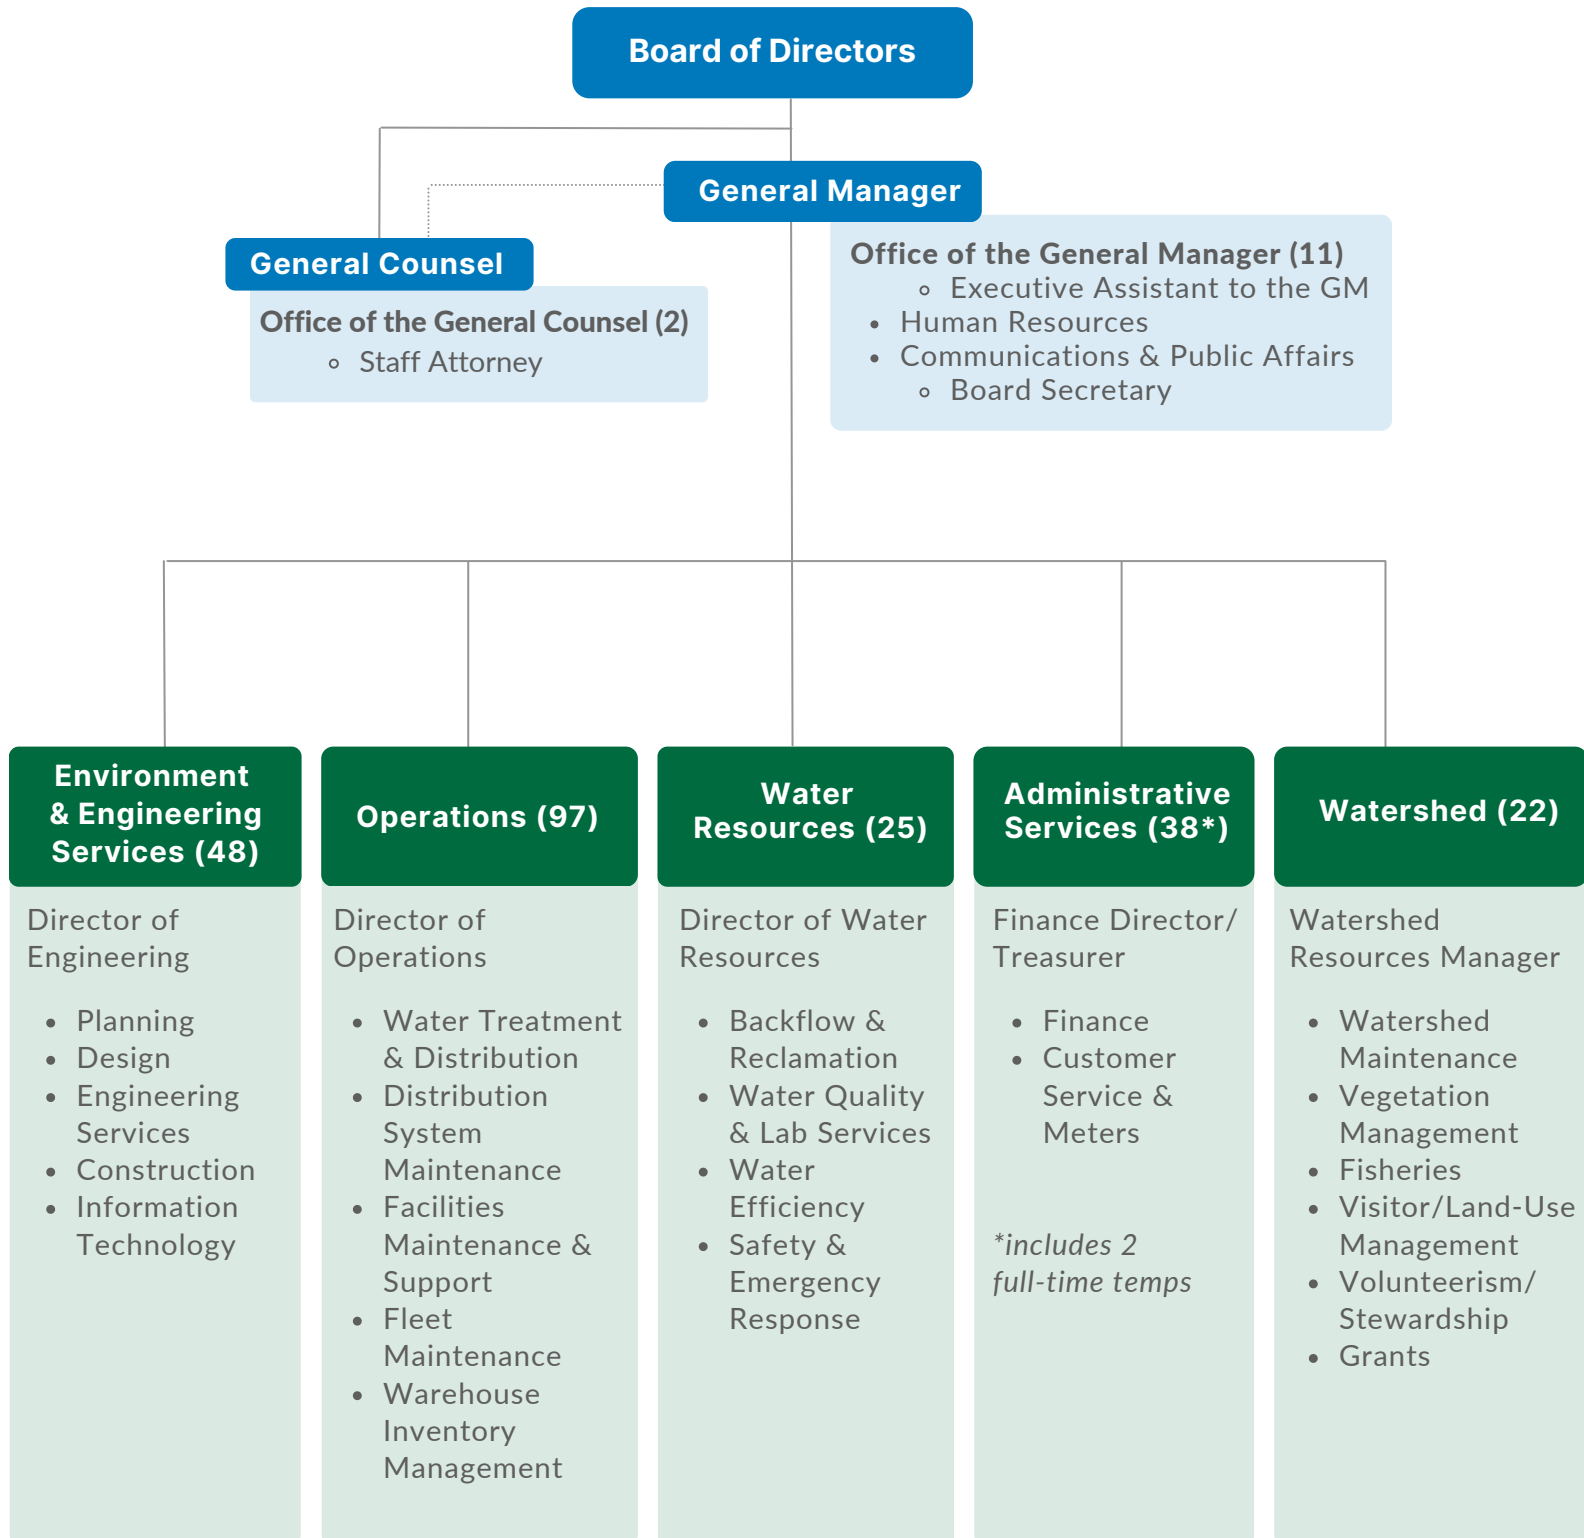 Board of Directors
General Manager
General Counsel
Office of the General Manager (11)
Executive Assistant to the GM
Human Resources
Communications & Public Affairs
Board Secretary
Office of the General Counsel (2)
Staff Attorney
Environment
& Engineering
Services (48)
Director of
Engineering
Planning
Design
Engineering
Services
Construction
Information
Technology
Operations (97)
Director of
Operations
Water Treatment
& Distribution
Distribution
System
Maintenance
Facilities
Maintenance &
Support
Fleet
Maintenance
Warehouse
Inventory
Management
Water
Resources (25)
Director of Water
Resources
Backflow &
Reclamation
Water Quality
& Lab Services
Water
Efficiency
Safety &
Emergency
Response
Administrative
Services (38*)
Finance Director/
Treasurer
Finance
Customer
Service &
Meters
*includes 2
full-time temps
Watershed (22)
Watershed
Resources Manager
Watershed
Maintenance
Vegetation
Management
Fisheries
Visitor/Land-Use
Management
Volunteerism/
Stewardship
Grants